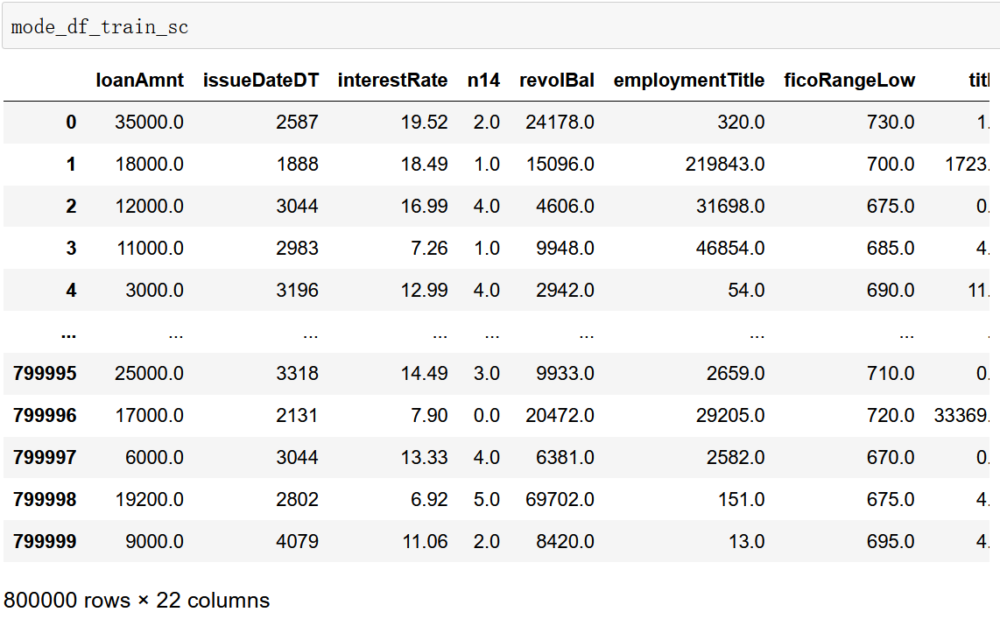 mode_df_train_sc
loanAmnt issueDateDT interestRate n14 revolBal employmentTitle ficoRangeLow
0 35000.0 2587 19.52 2.0 24178.0 320.0 730.0 1.
1 18000.0 1888 18.49 1.0 15096.0 219843.0 700.0 1723.
2 12000.0 3044 16.99 4.0 4606.0 31698.0 675.0 0.
3 11000.0 2983 7.26 1.0 9948.0 46854.0 685.0 4.
4 3000.0 3196 12.99 4.0 2942.0 54.0 690.0 11.
... ... ... ... ... ... ... ... .
799995 25000.0 3318 14.49 3.0 9933.0 2659.0 710.0 0.
799996 17000.0 2131 7.90 0.0 20472.0 29205.0 720.0 33369.
799997 6000.0 3044 13.33 4.0 6381.0 2582.0 670.0 0.
799998 19200.0 2802 6.92 5.0 69702.0 151.0 675.0 4.
799999 9000.0 4079 11.06 2.0 8420.0 13.0 695.0 4.
800000 rows × 22 columns